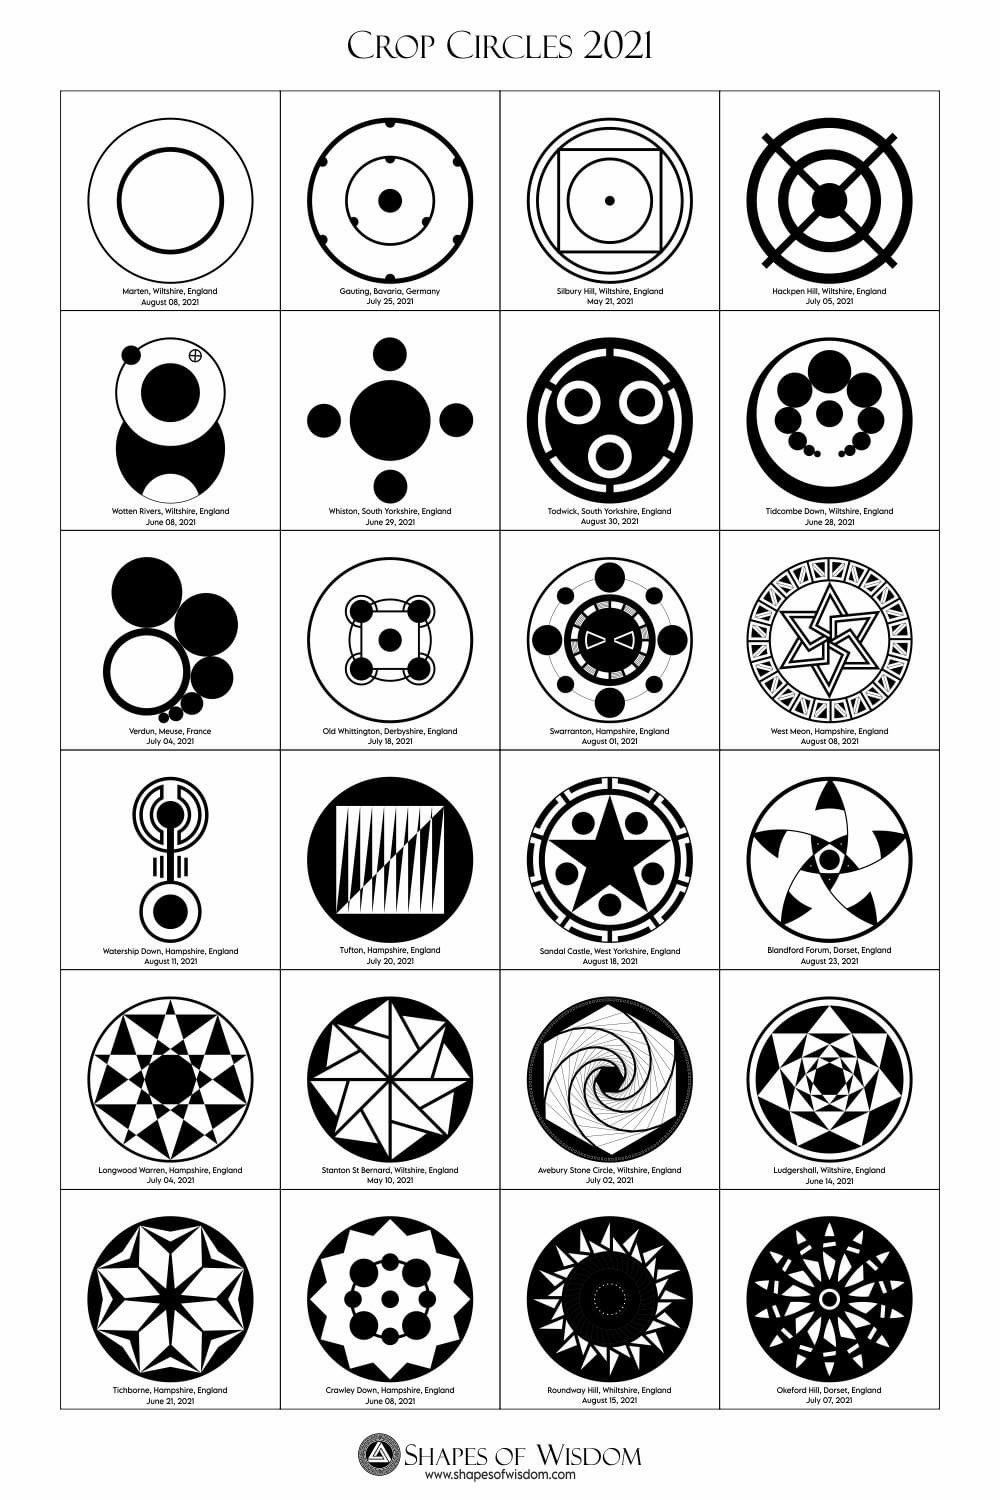 Crop Circles 2021
Marten, Wiltshire, England
August 08, 2021
Gauting, Bavaria, Germany
July 25, 2021
Silbury Hill, Wiltshire, England
May 21, 2021
Hackpen Hill, Wiltshire, England
July 05, 2021
Wotten Rivers, Wiltshire, England
June 08, 2021
Whiston, South Yorkshire, England
June 29, 2021
Todwick, South Yorkshire, England
August 30, 2021
Tidcombe Down, Wiltshire, England
June 28, 2021
Verdun, Meuse, France
July 04, 2021
Old Whittington, Derbyshire, England
July 18, 2021
Swarranton, Hampshire, England
August 01, 2021
West Meon, Hampshire, England
August 08, 2021
Watership Down, Hampshire, England
August 11, 2021
Tufton, Hampshire, England
July 20, 2021
Sandal Castle, West Yorkshire, England
August 18, 2021
Blandford Forum, Dorset, England
August 23, 2021
Longwood Warren, Hampshire, England
July 04, 2021
Stanton St Bernard, Wiltshire, England
May 10, 2021
Avebury Stone Circle, Wiltshire, England
July 02, 2021
Ludgershall, Wiltshire, England
June 14, 2021
Tichborne, Hampshire, England
June 21, 2021
Crawley Down, Hampshire, England
June 08, 2021
Roundway Hill, Whiltshire, England
August 15, 2021
Okeford Hill, Dorset, England
July 07, 2021
Shapes of Wisdom
www.shapesofwisdom.com